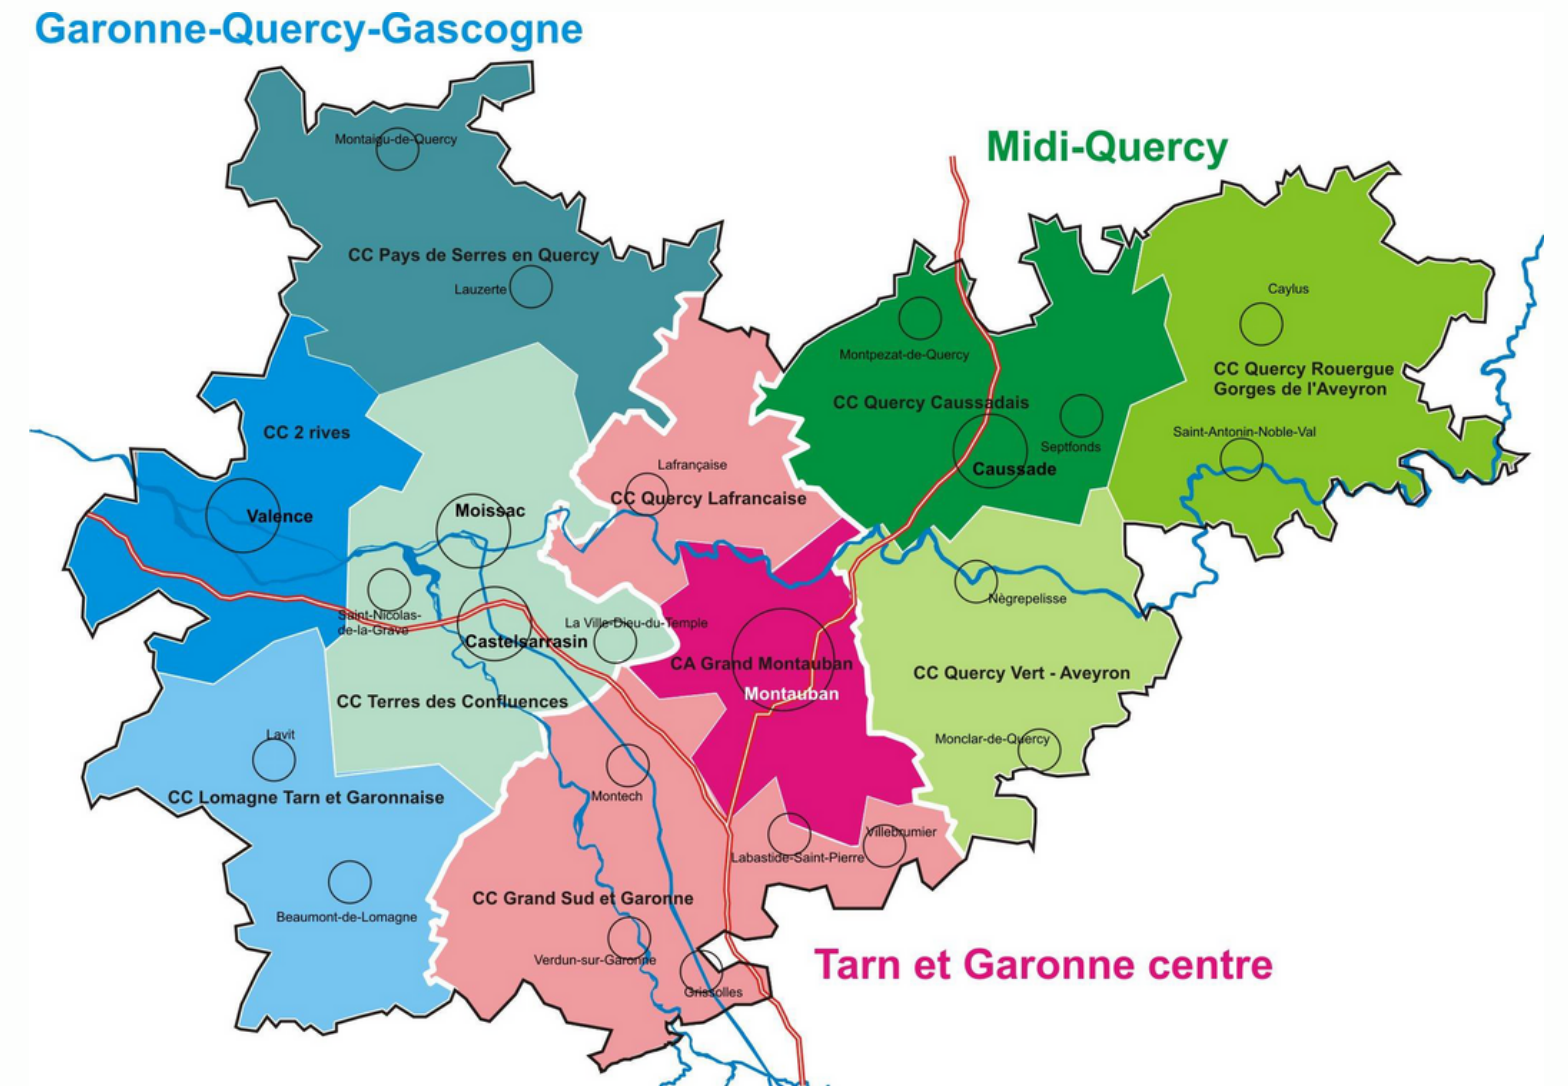 Garonne-Quercy-Gascogne
Montaigu-de-Quercy
Midi-Quercy
CC Pays de Serres en Quercy
Lauzerte
Caylus
Montpezat-de-Quercy
CC Quercy Rouergue
Gorges de l'Aveyron
CC Quercy Caussadais
CC 2 rives
Saint-Antonin-Noble-Val
Septfonds
Caussade
Lafrançaise
CC Quercy Lafrancaise
Valence
Moissac
Nègrepelisse
Saint-Nicolas-
de-la-Grave
La Ville-Dieu-du-Temple
Castelsarrasin
CA Grand Montauban
CC Quercy Vert - Aveyron
Montauban
CC Terres des Confluences
Lavit
Monclar-de-Quercy
CC Lomagne Tarn et Garonnaise
Montech
Villebrumier
Labastide-Saint-Pierre
CC Grand Sud et Garonne
Beaumont-de-Lomagne
Verdun-sur-Garonne
Tarn et Garonne centre
Grissolles